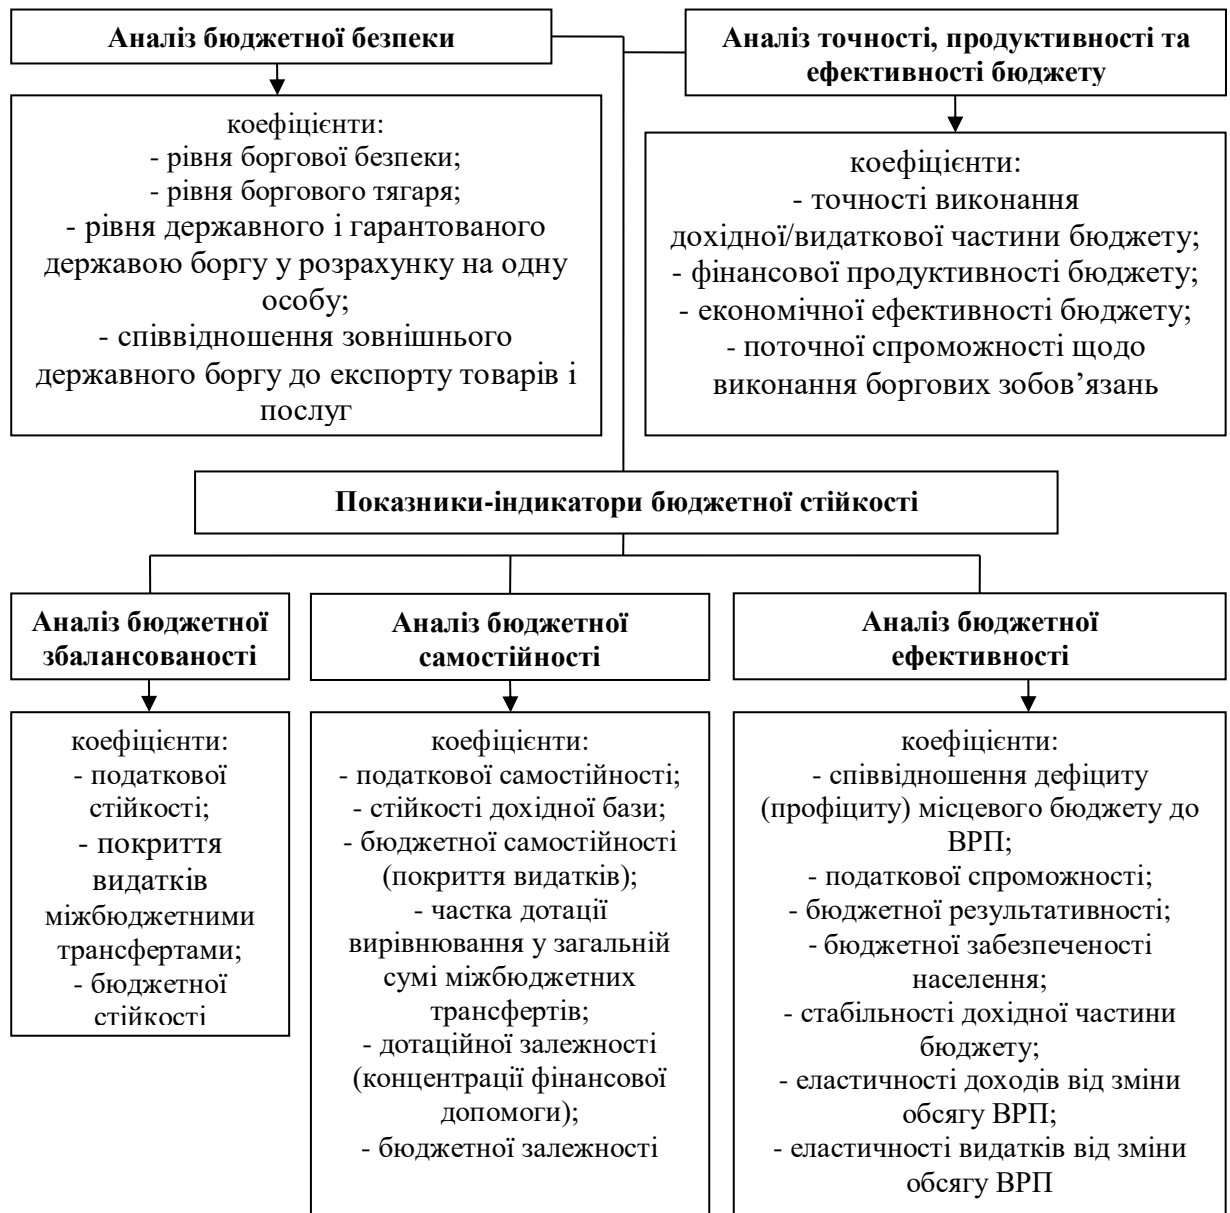 Аналіз бюджетної безпеки
Аналіз точності, продуктивності та
ефективності бюджету
коефіцієнти:
- рівня боргової безпеки;
- рівня боргового тягаря;
- рівня державного і гарантованого
державою боргу у розрахунку на одну
особу;
- співвідношення зовнішнього
державного боргу до експорту товарів і
послуг
коефіцієнти:
- точності виконання
дохідної/видаткової частини бюджету;
- фінансової продуктивності бюджету;
- економічної ефективності бюджету;
- поточної спроможності щодо
виконання боргових зобов’язань
Показники-індикатори бюджетної стійкості
Аналіз бюджетної
збалансованості
Аналіз бюджетної
самостійності
Аналіз бюджетної
ефективності
коефіцієнти:
- податкової
стійкості;
- покриття
видатків
міжбюджетними
трансфертами;
- бюджетної
стійкості
коефіцієнти:
- податкової самостійності;
- стійкості дохідної бази;
- бюджетної самостійності
(покриття видатків);
- частка дотації
вирівнювання у загальній
сумі міжбюджетних
трансфертів;
- дотаційної залежності
(концентрації фінансової
допомоги);
- бюджетної залежності
коефіцієнти:
- співвідношення дефіциту
(профіциту) місцевого бюджету до
ВРП;
- податкової спроможності;
- бюджетної результативності;
- бюджетної забезпеченості
населення;
- стабільності дохідної частини
бюджету;
- еластичності доходів від зміни
обсягу ВРП;
- еластичності видатків від зміни
обсягу ВРП